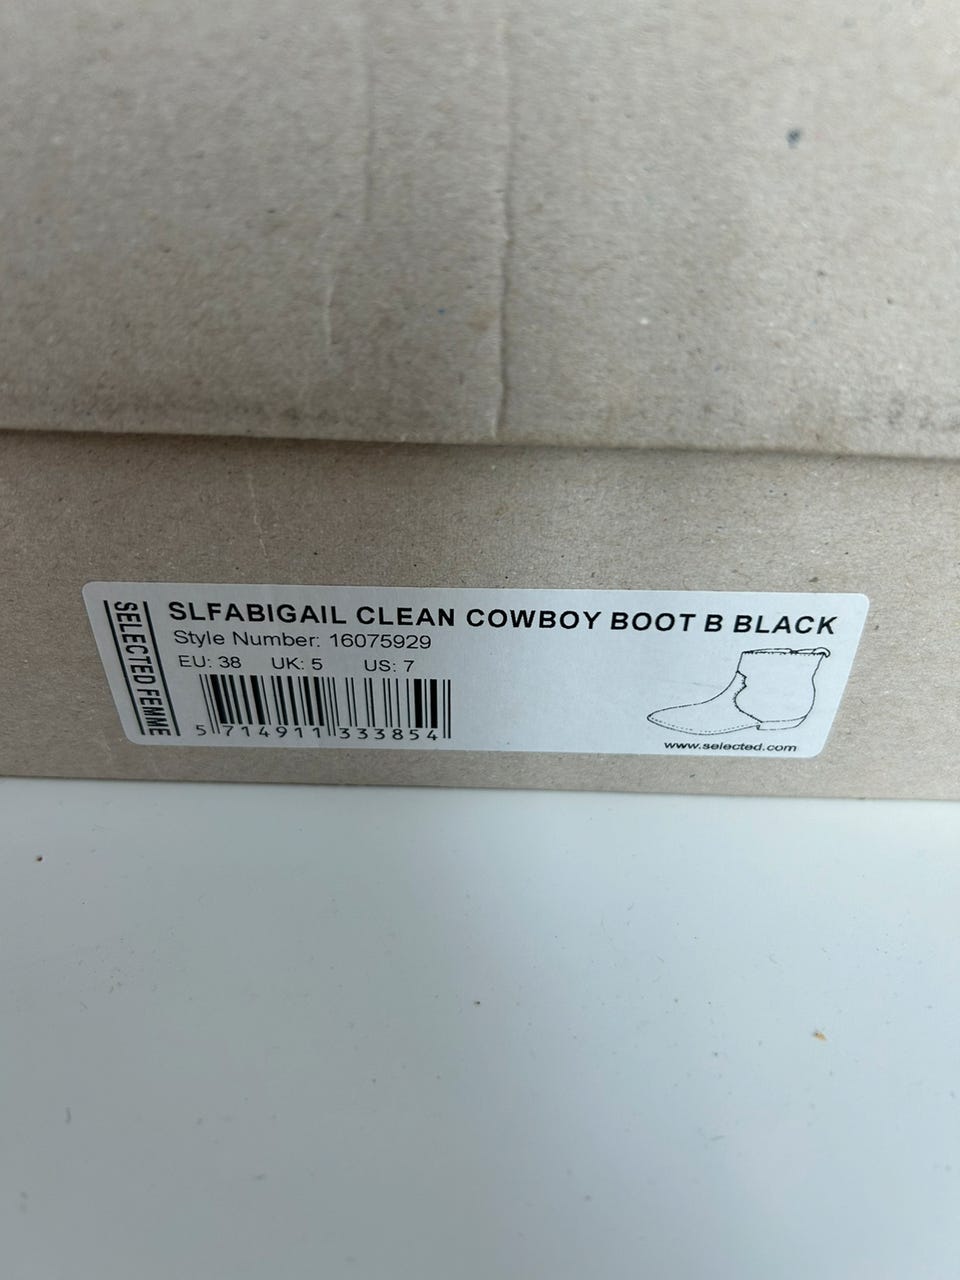 SELECTED FEMME
SLFABIGAIL CLEAN COWBOY BOOT B BLACK
Style Number: 16075929
EU: 38 UK: 5 US: 7
5 714911 333854
www.selected.com